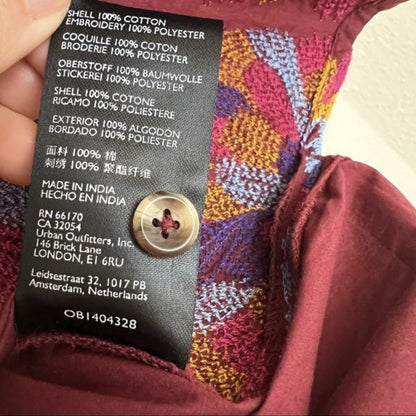 SHELL 100% COTTON
EMBROIDERY 100% POLYESTER
COQUILLE 100% COTON
BRODERIE 100% POLYESTER
OBERSTOFF 100% BAUMWOLLE
STICKEREI 100% POLYESTER
SHELL 100% COTONE
RICAMO 100% POLIESTERE
EXTERIOR 100% ALGODÓN
BORDADO 100% POLIÉSTER
面料 100% 棉
刺绣 100% 聚酯纤维
MADE IN INDIA
HECHO EN INDIA
RN 66170
CA 32054
Urban Outfitters, Inc.
146 Brick Lane
LONDON, E1 6RU
Leidsestraat 32, 1017 PB
Amsterdam, Netherlands
OB1404328